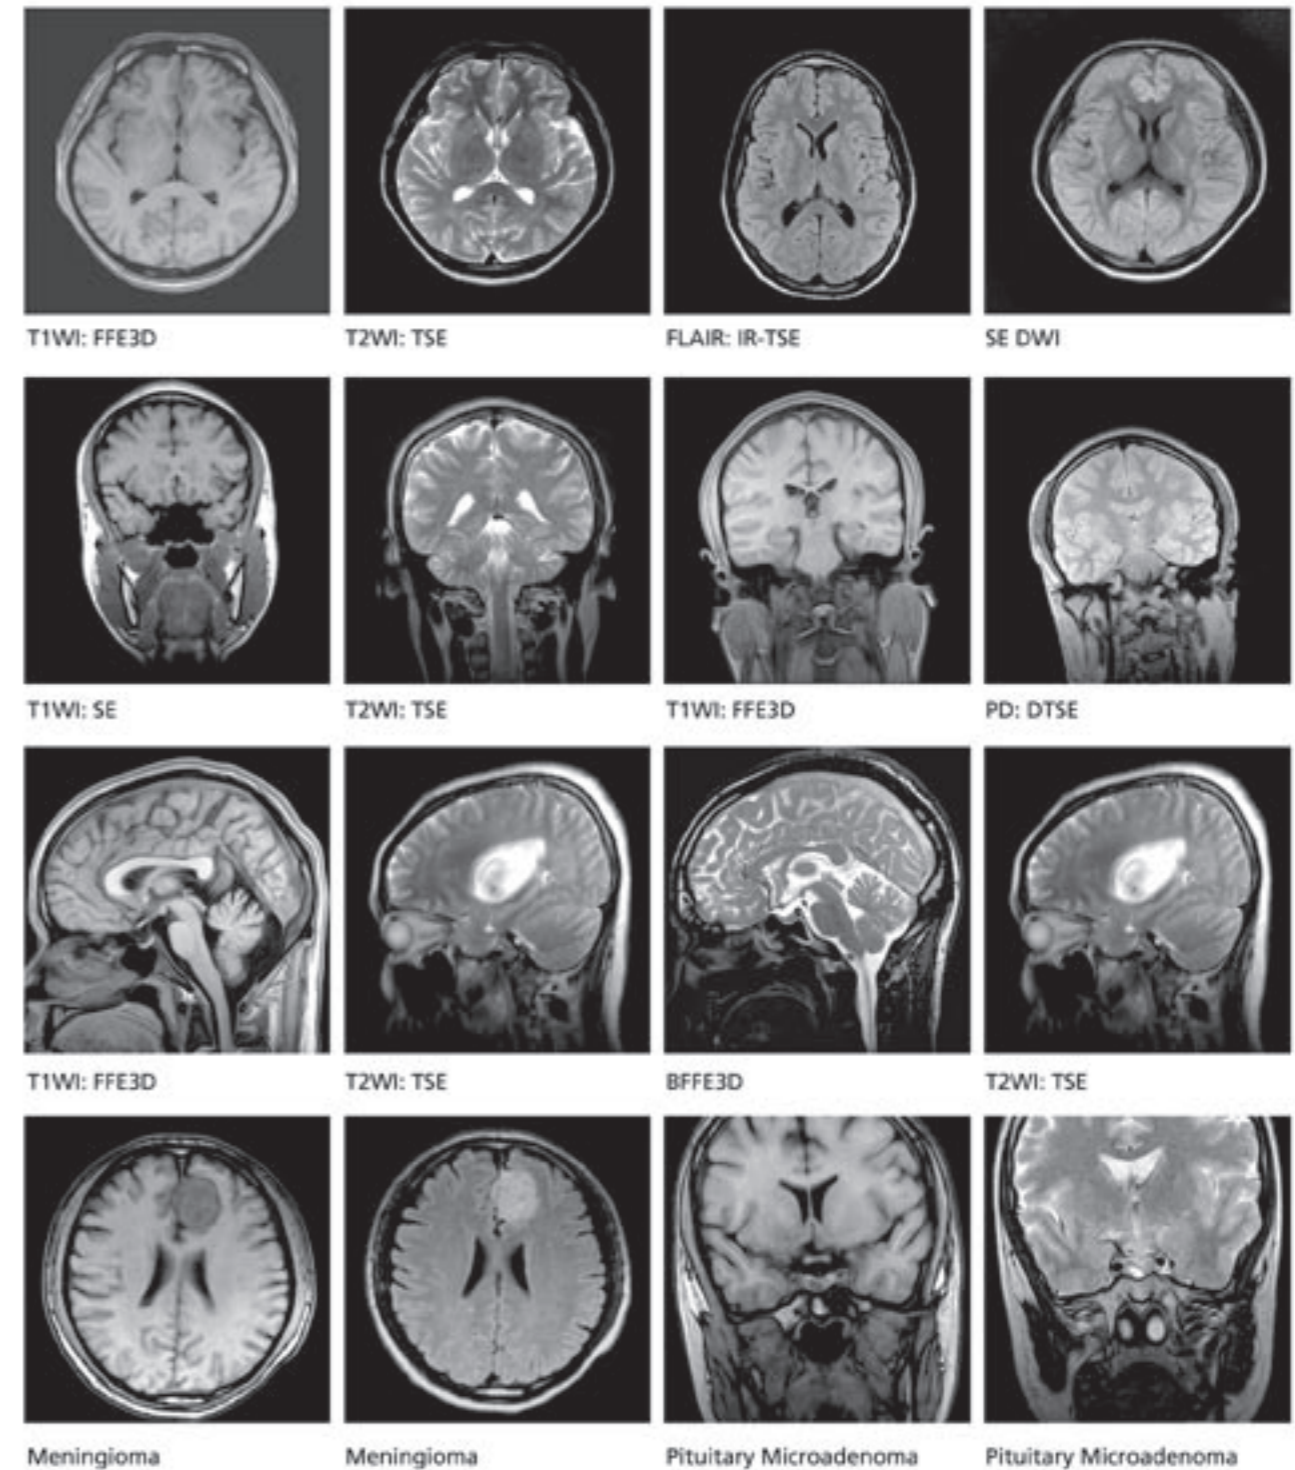 T1WI: FFE3D
T2WI: TSE
FLAIR: IR-TSE
SE DWI
T1WI: SE
T2WI: TSE
T1WI: FFE3D
PD: DTSE
T1WI: FFE3D
T2WI: TSE
BFFE3D
T2WI: TSE
Meningioma
Meningioma
Pituitary Microadenoma
Pituitary Microadenoma